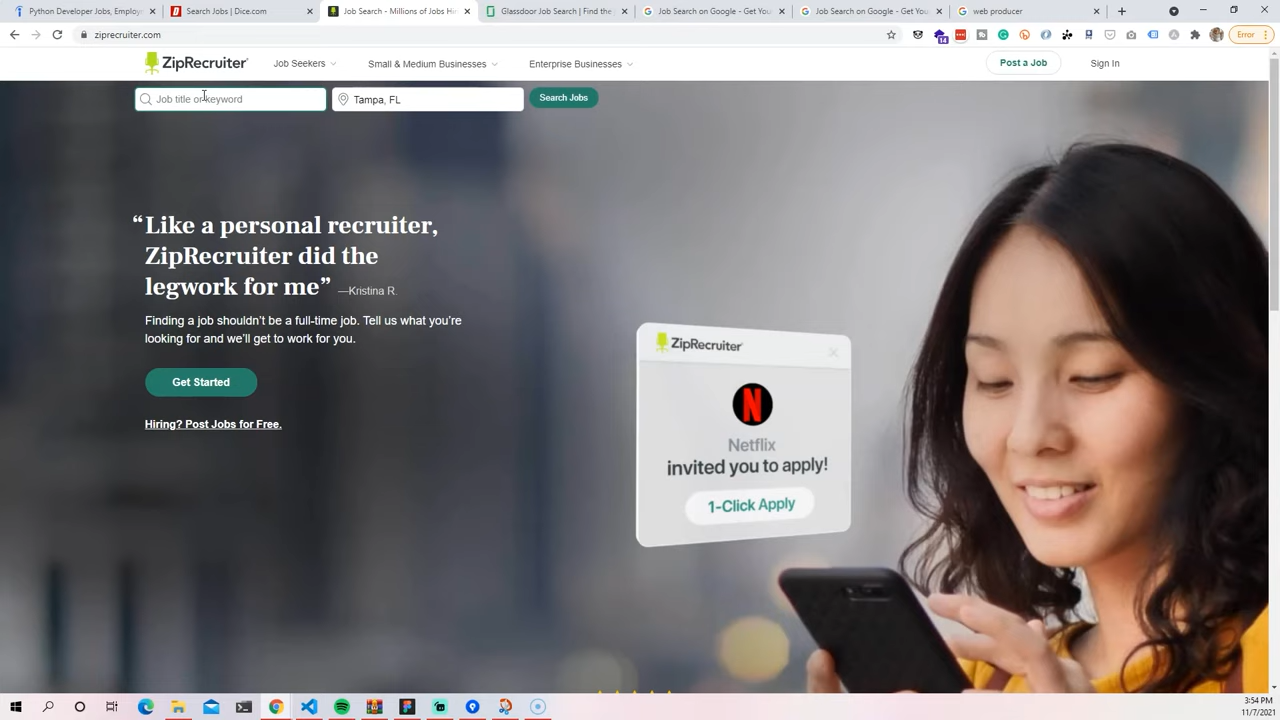 Python Developer Jobs, Employm
Search Jobs | Dice.com
Job Search - Millions of Jobs Hi
Glassdoor Job Search | Find the
Job Search on Google - Get You
Job Search on Google - Get You
web producer
ziprecruiter.com
14
Error
ZipRecruiter
Job Seekers
Small & Medium Businesses
Enterprise Businesses
Post a Job
Sign In
Job title or keyword
Tampa, FL
Search Jobs
“Like a personal recruiter,
ZipRecruiter did the
legwork for me” —Kristina R.
Finding a job shouldn’t be a full-time job. Tell us what you’re
looking for and we’ll get to work for you.
Get Started
Hiring? Post Jobs for Free.
ZipRecruiter
N
Netflix
invited you to apply!
1-Click Apply
3:54 PM
11/7/2021